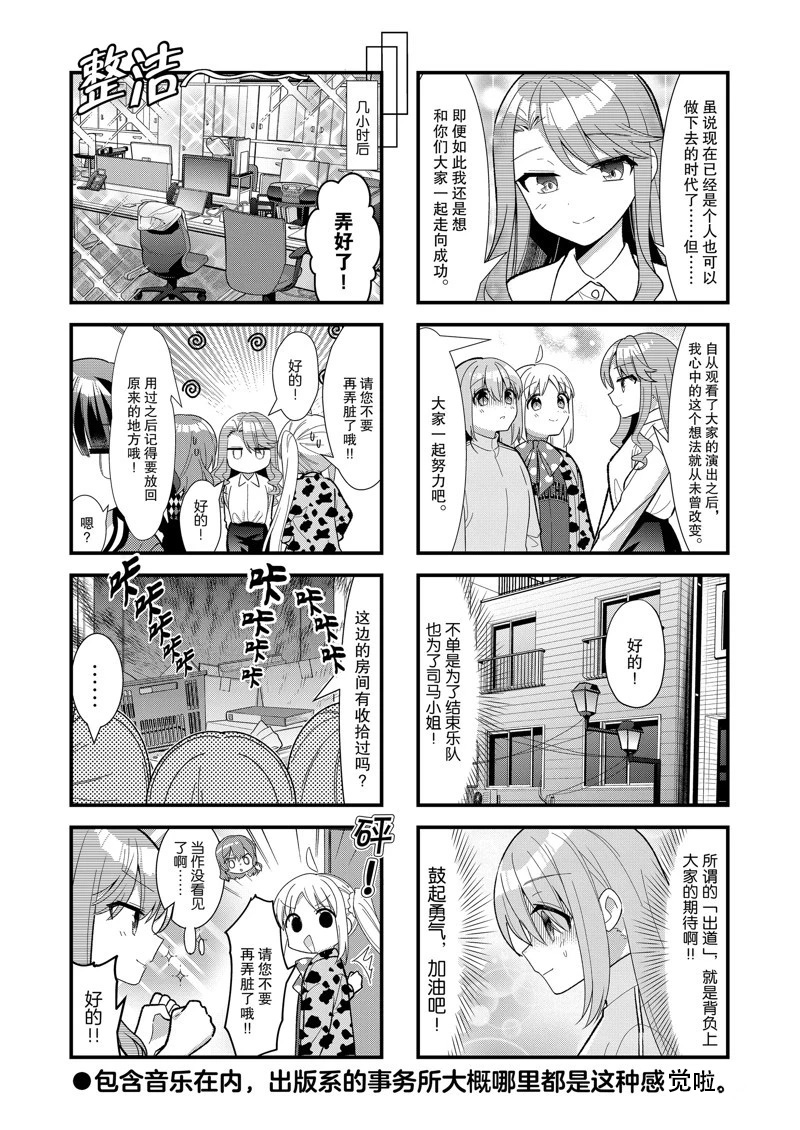 虽说现在已经是个人也可以
做下去的时代了……但……
即便如此我还是想
和你们大家一起走向成功。
自从观看了大家的演出之后，
我心中的这个想法就从未曾改变。
大家一起努力吧。
好的！
不单是为了结束乐队
也为了司马小姐！
所谓的「出道」，就是背负上
大家的期待啊!!
鼓起勇气，加油吧！
整洁
几小时后
弄好了！
请您不要
再弄脏了哦!!
好的！
用过之后记得要放回
原来的地方哦！
好的！
嗯？
这边的房间有收拾过吗？
咔咔咔咔
咔咔咔咔
咔咔咔咔咔
……
砰！
请您不要
再弄脏了哦!!
当作没看见
了啊……
好的!!
●包含音乐在内，出版系的事务所大概哪里都是这种感觉啦。